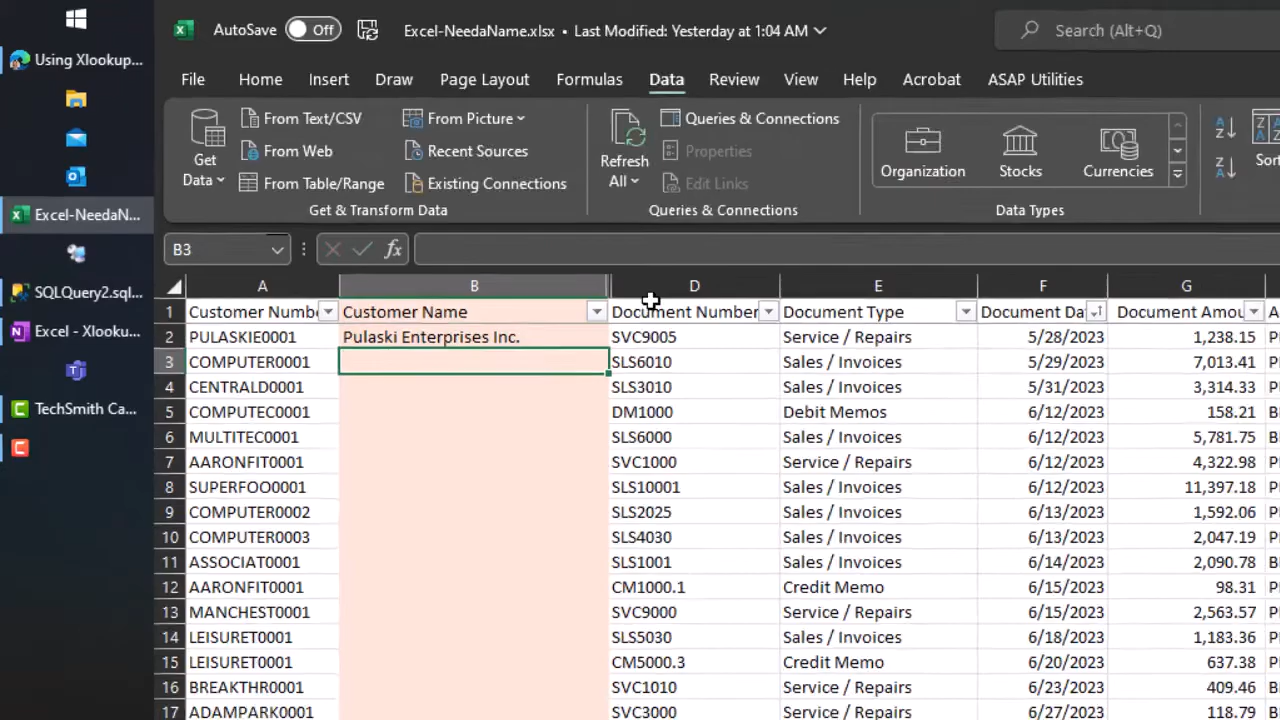 AutoSave Off Excel-NeedaName.xlsx • Last Modified: Yesterday at 1:04 AM Search (Alt+Q)
Using Xlookup...
Excel-NeedaN...
SQLQuery2.sql...
Excel - Xlooku...
TechSmith Ca...
File Home Insert Draw Page Layout Formulas Data Review View Help Acrobat ASAP Utilities
Get Data
From Text/CSV
From Web
From Table/Range
From Picture
Recent Sources
Existing Connections
Get & Transform Data
Refresh All
Queries & Connections
Properties
Edit Links
Queries & Connections
Organization Stocks Currencies
Data Types
B3 fx
A B D E F G
1 Customer Numb Customer Name Document Number Document Type Document Da Document Amou
2 PULASKIE0001 Pulaski Enterprises Inc. SVC9005 Service / Repairs 5/28/2023 1,238.15
3 COMPUTER0001 SLS6010 Sales / Invoices 5/29/2023 7,013.41
4 CENTRALD0001 SLS3010 Sales / Invoices 5/31/2023 3,314.33
5 COMPUTEC0001 DM1000 Debit Memos 6/12/2023 158.21
6 MULTITEC0001 SLS6000 Sales / Invoices 6/12/2023 5,781.75
7 AARONFIT0001 SVC1000 Service / Repairs 6/12/2023 4,322.98
8 SUPERFOO0001 SLS10001 Sales / Invoices 6/12/2023 11,397.18
9 COMPUTER0002 SLS2025 Sales / Invoices 6/13/2023 1,592.06
10 COMPUTER0003 SLS4030 Sales / Invoices 6/13/2023 2,047.19
11 ASSOCIAT0001 SLS1001 Sales / Invoices 6/14/2023 2,090.78
12 AARONFIT0001 CM1000.1 Credit Memo 6/15/2023 98.31
13 MANCHEST0001 SVC9000 Service / Repairs 6/15/2023 2,563.57
14 LEISURET0001 SLS5030 Sales / Invoices 6/18/2023 1,183.36
15 LEISURET0001 CM5000.3 Credit Memo 6/20/2023 637.38
16 BREAKTHR0001 SVC1010 Service / Repairs 6/23/2023 409.46
17 ADAMPARK0001 SVC3000 Service / Repairs 6/27/2023 118.79